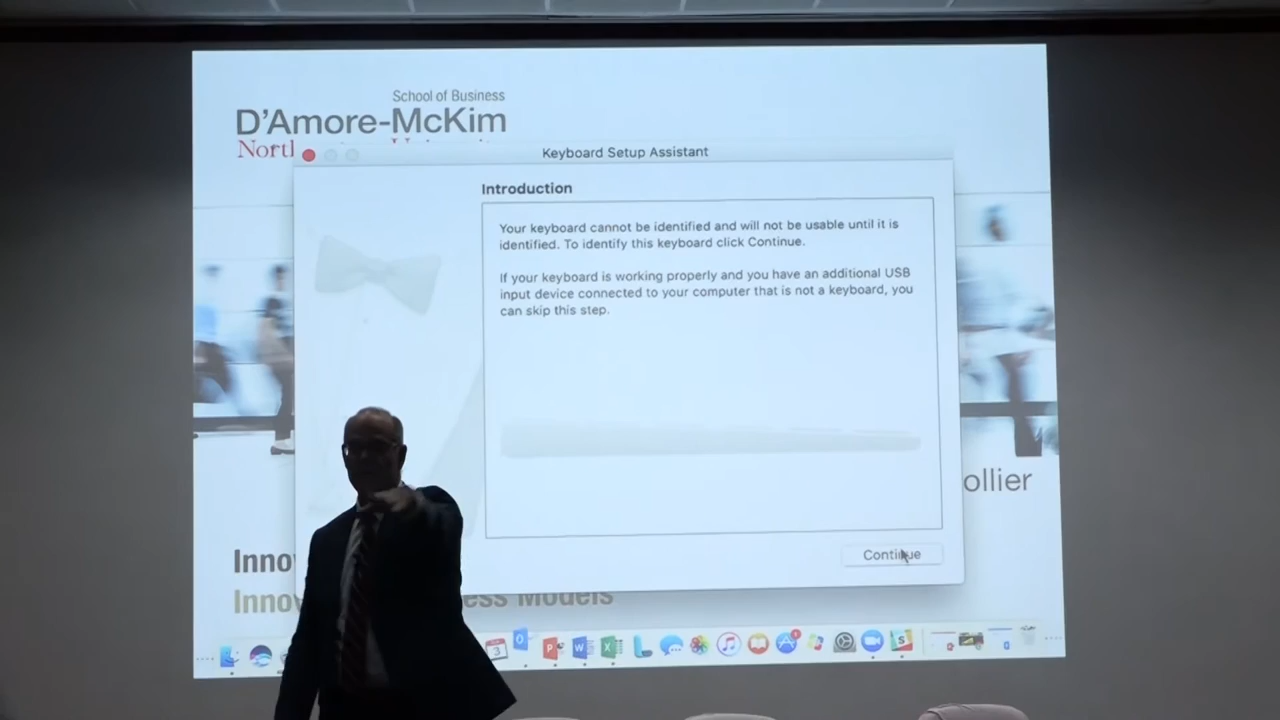 School of Business
D'Amore-McKim
Keyboard Setup Assistant
Introduction
Your keyboard cannot be identified and will not be usable until it is
identified. To identify this keyboard click Continue.
If your keyboard is working properly and you have an additional USB
input device connected to your computer that is not a keyboard, you
can skip this step.
ollier
Continue
Inno
Inno ess Models
3